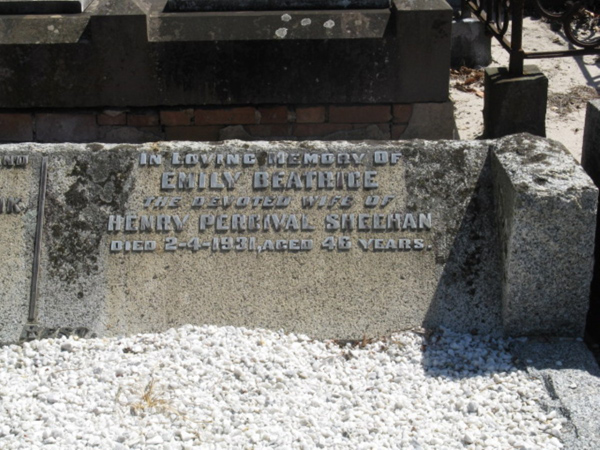 IN LOVING MEMORY OF
EMILY BEATRICE
THE DEVOTED WIFE OF
HENRY PERCIVAL SHEEHAN
DIED 2-4-1931, AGED 46 YEARS.